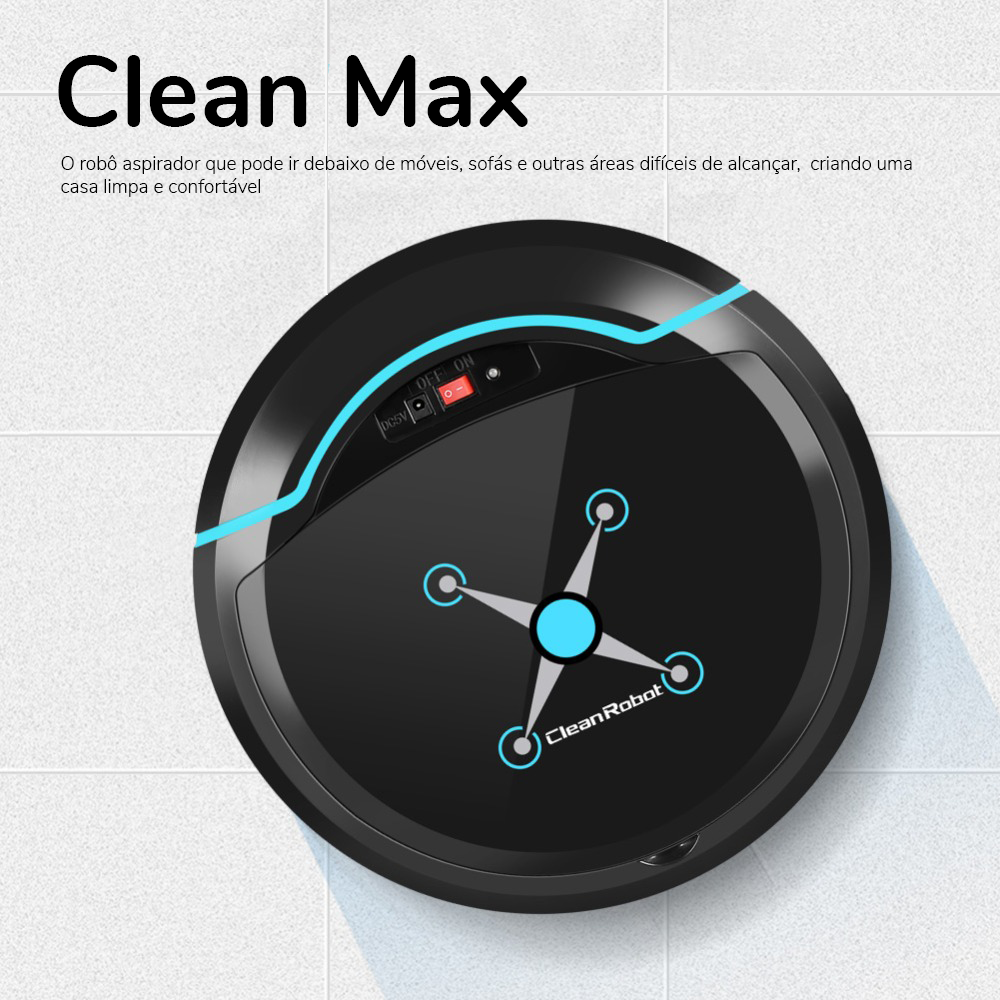 Clean Max
O robô aspirador que pode ir debaixo de móveis, sofás e outras áreas difíceis de alcançar, criando uma
casa limpa e confortável
OFF ON
DC5V
CleanRobot